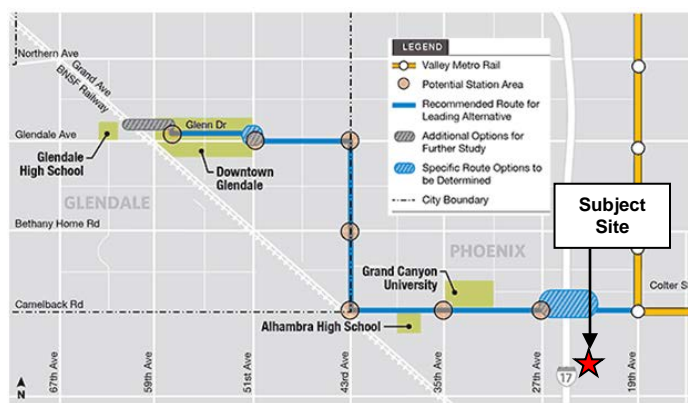 Northern Ave
Grand Ave
BNSF Railway
Glenn Dr
Glendale Ave
Glendale
High School
Downtown
Glendale
GLENDALE
Bethany Home Rd
PHOENIX
Grand Canyon
University
Camelback Rd
Alhambra High School
Colter S
67th Ave
59th Ave
51st Ave
43rd Ave
35th Ave
27th Ave
17
19th Ave
N
LEGEND
Valley Metro Rail
Potential Station Area
Recommended Route for
Leading Alternative
Additional Options for
Further Study
Specific Route Options to
be Determined
City Boundary
Subject
Site